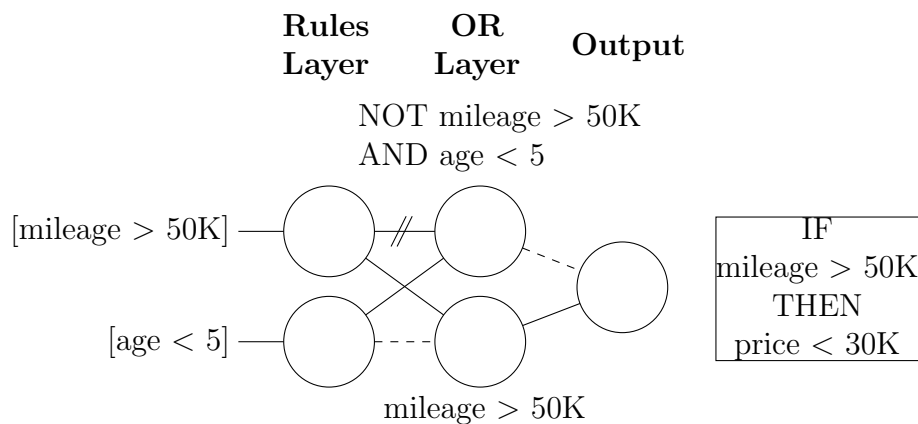 Rules
Layer
OR
Layer
Output
NOT mileage > 50K
AND age < 5
[mileage > 50K]
[age < 5]
mileage > 50K
IF
mileage > 50K
THEN
price < 30K